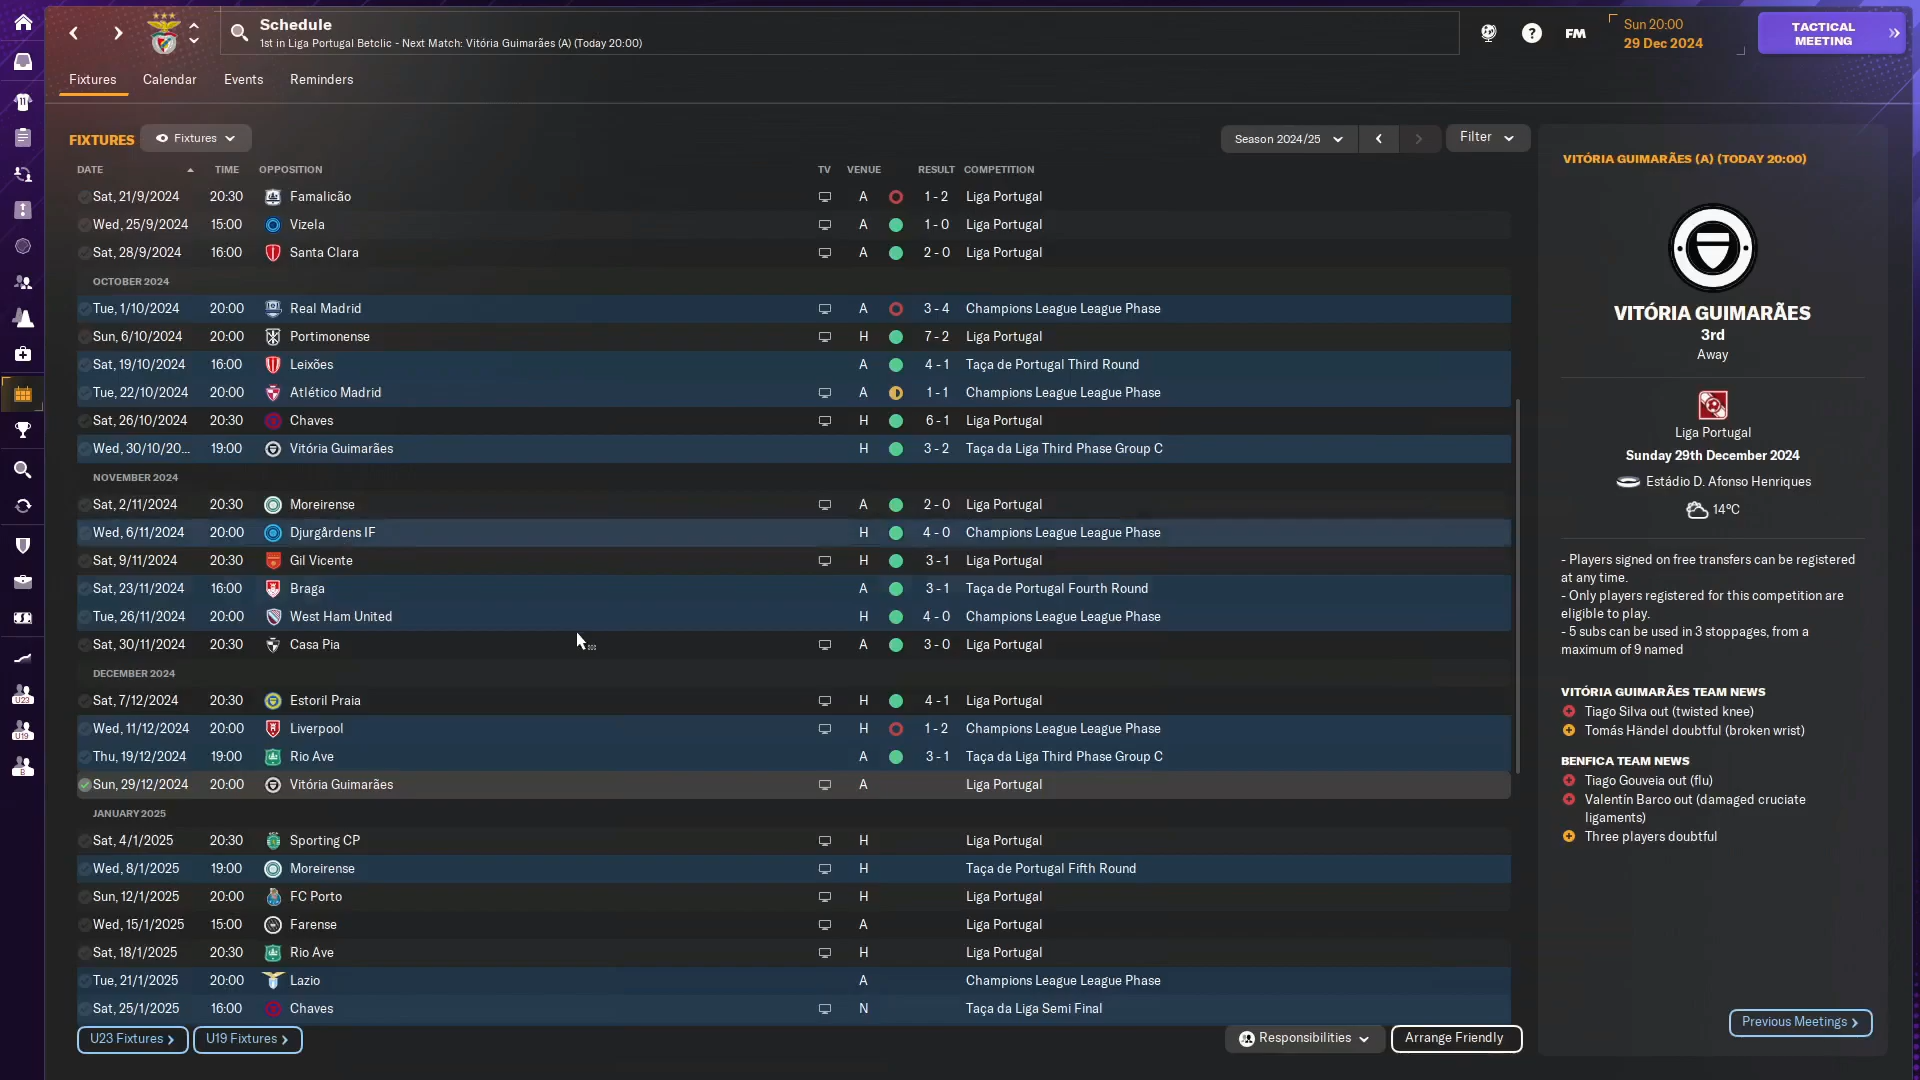 Schedule
1st in Liga Portugal Betclic - Next Match: Vitória Guimarães (A) (Today 20:00)
FM
Sun 20:00
29 Dec 2024
TACTICAL
MEETING
Fixtures Calendar Events Reminders
FIXTURES Fixtures
Season 2024/25
Filter
DATE TIME OPPOSITION TV VENUE RESULT COMPETITION
Sat, 21/9/2024 20:30 Famalicão A 1 - 2 Liga Portugal
Wed, 25/9/2024 15:00 Vizela A 1 - 0 Liga Portugal
Sat, 28/9/2024 16:00 Santa Clara A 2 - 0 Liga Portugal
OCTOBER 2024
Tue, 1/10/2024 20:00 Real Madrid A 3 - 4 Champions League League Phase
Sun, 6/10/2024 20:00 Portimonense H 7 - 2 Liga Portugal
Sat, 19/10/2024 16:00 Leixões A 4 - 1 Taça de Portugal Third Round
Tue, 22/10/2024 20:00 Atlético Madrid A 1 - 1 Champions League League Phase
Sat, 26/10/2024 20:30 Chaves H 6 - 1 Liga Portugal
Wed, 30/10/20... 19:00 Vitória Guimarães H 3 - 2 Taça da Liga Third Phase Group C
NOVEMBER 2024
Sat, 2/11/2024 20:30 Moreirense A 2 - 0 Liga Portugal
Wed, 6/11/2024 20:00 Djurgårdens IF H 4 - 0 Champions League League Phase
Sat, 9/11/2024 20:30 Gil Vicente H 3 - 1 Liga Portugal
Sat, 23/11/2024 16:00 Braga A 3 - 1 Taça de Portugal Fourth Round
Tue, 26/11/2024 20:00 West Ham United H 4 - 0 Champions League League Phase
Sat, 30/11/2024 20:30 Casa Pia A 3 - 0 Liga Portugal
DECEMBER 2024
Sat, 7/12/2024 20:30 Estoril Praia H 4 - 1 Liga Portugal
Wed, 11/12/2024 20:00 Liverpool H 1 - 2 Champions League League Phase
Thu, 19/12/2024 19:00 Rio Ave A 3 - 1 Taça da Liga Third Phase Group C
Sun, 29/12/2024 20:00 Vitória Guimarães A Liga Portugal
JANUARY 2025
Sat, 4/1/2025 20:30 Sporting CP H Liga Portugal
Wed, 8/1/2025 19:00 Moreirense H Taça de Portugal Fifth Round
Sun, 12/1/2025 20:00 FC Porto H Liga Portugal
Wed, 15/1/2025 15:00 Farense A Liga Portugal
Sat, 18/1/2025 20:30 Rio Ave H Liga Portugal
Tue, 21/1/2025 20:00 Lazio A Champions League League Phase
Sat, 25/1/2025 16:00 Chaves N Taça da Liga Semi Final
U23 Fixtures U19 Fixtures Responsibilities Arrange Friendly
VITÓRIA GUIMARÃES (A) (TODAY 20:00)
VITÓRIA GUIMARÃES
3rd
Away
Liga Portugal
Sunday 29th December 2024
Estádio D. Afonso Henriques
14°C
- Players signed on free transfers can be registered
at any time.
- Only players registered for this competition are
eligible to play.
- 5 subs can be used in 3 stoppages, from a
maximum of 9 named
VITÓRIA GUIMARÃES TEAM NEWS
Tiago Silva out (twisted knee)
Tomás Händel doubtful (broken wrist)
BENFICA TEAM NEWS
Tiago Gouveia out (flu)
Valentín Barco out (damaged cruciate
ligaments)
Three players doubtful
Previous Meetings
U23
U19
B